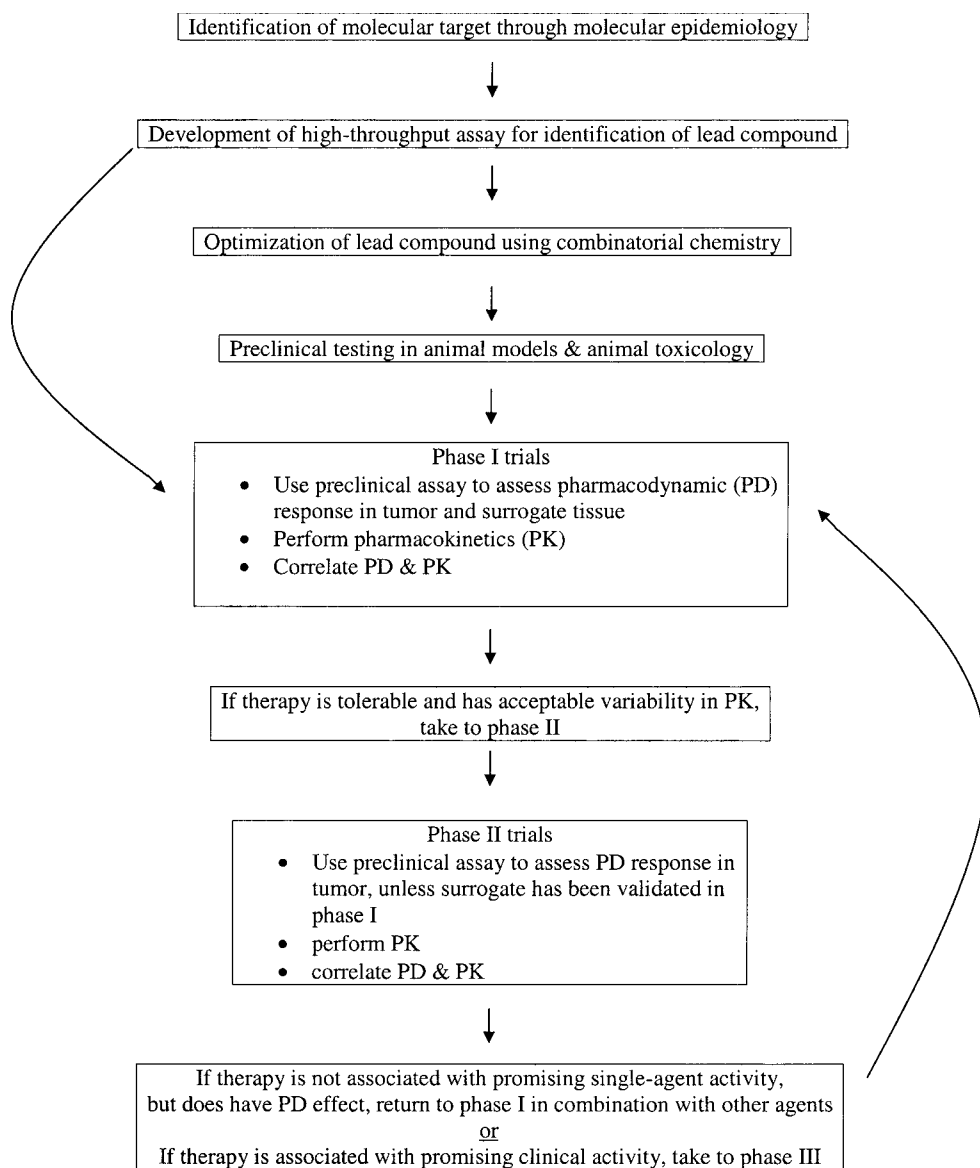 Identification of molecular target through molecular epidemiology
Development of high-throughput assay for identification of lead compound
Optimization of lead compound using combinatorial chemistry
Preclinical testing in animal models & animal toxicology
Phase I trials
• Use preclinical assay to assess pharmacodynamic (PD)
response in tumor and surrogate tissue
• Perform pharmacokinetics (PK)
• Correlate PD & PK
If therapy is tolerable and has acceptable variability in PK,
take to phase II
Phase II trials
• Use preclinical assay to assess PD response in
tumor, unless surrogate has been validated in
phase I
• perform PK
• correlate PD & PK
If therapy is not associated with promising single-agent activity,
but does have PD effect, return to phase I in combination with other agents
or
If therapy is associated with promising clinical activity, take to phase III